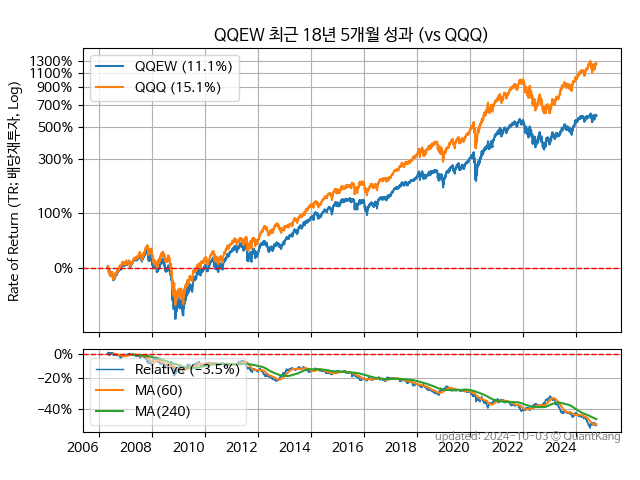 QQEW 최근 18년 5개월 성과 (vs QQQ)
Rate of Return (TR; 배당재투자, Log)
1300%
1100%
900%
700%
500%
300%
100%
0%
QQEW (11.1%)
QQQ (15.1%)
0%
−20%
−40%
Relative (−3.5%)
MA(60)
MA(240)
updated: 2024-10-03 © QuantKang
2006 2008 2010 2012 2014 2016 2018 2020 2022 2024